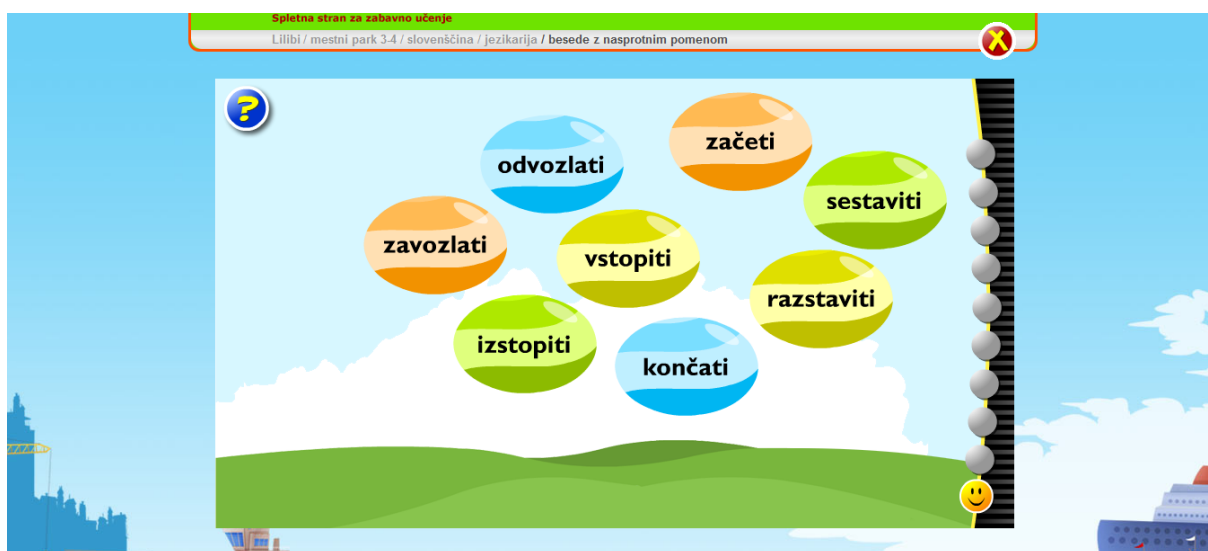 Spletna stran za zabavno učenje
Lilibi / mestni park 3-4 / slovenščina / jezikarija / besede z nasprotnim pomenom
X
?
začeti
odvozlati
sestaviti
zavozlati
vstopiti
razstaviti
izstopiti
končati